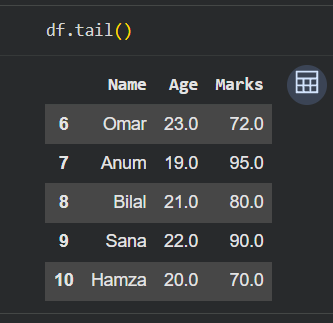 df.tail()
Name Age Marks
6 Omar 23.0 72.0
7 Anum 19.0 95.0
8 Bilal 21.0 80.0
9 Sana 22.0 90.0
10 Hamza 20.0 70.0